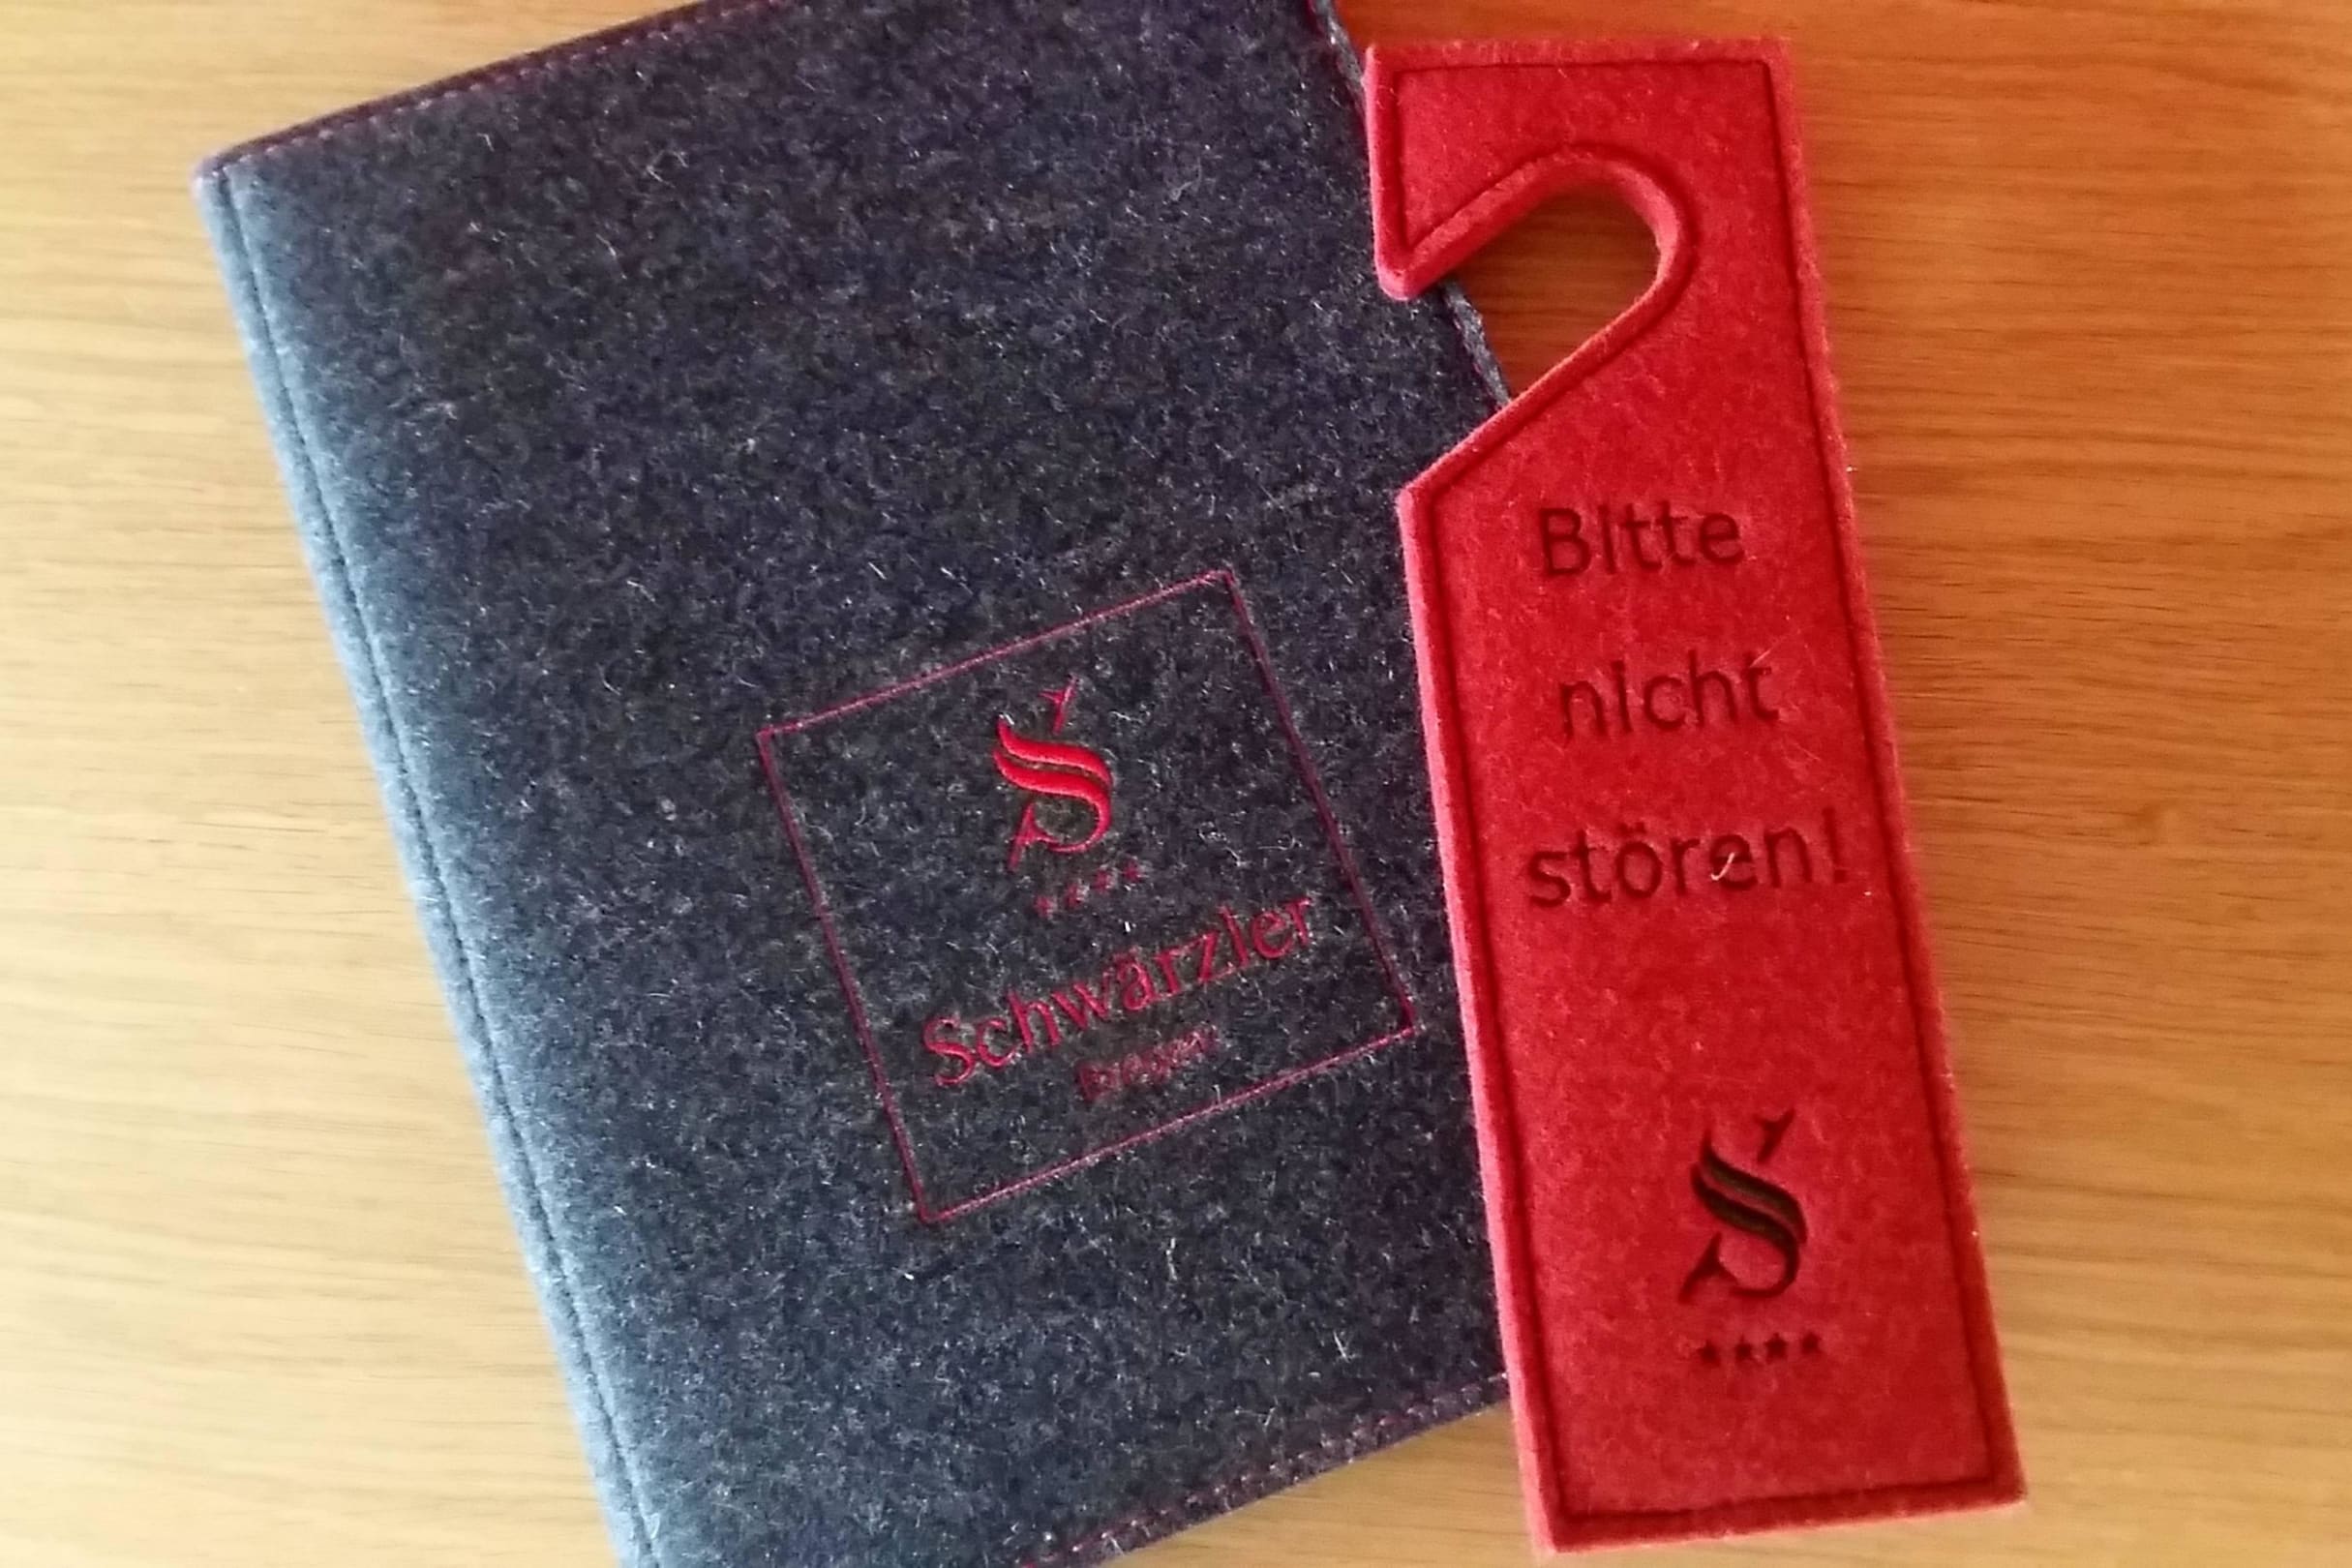 Schwärzler
Bregenz
Bitte
nicht
stören!